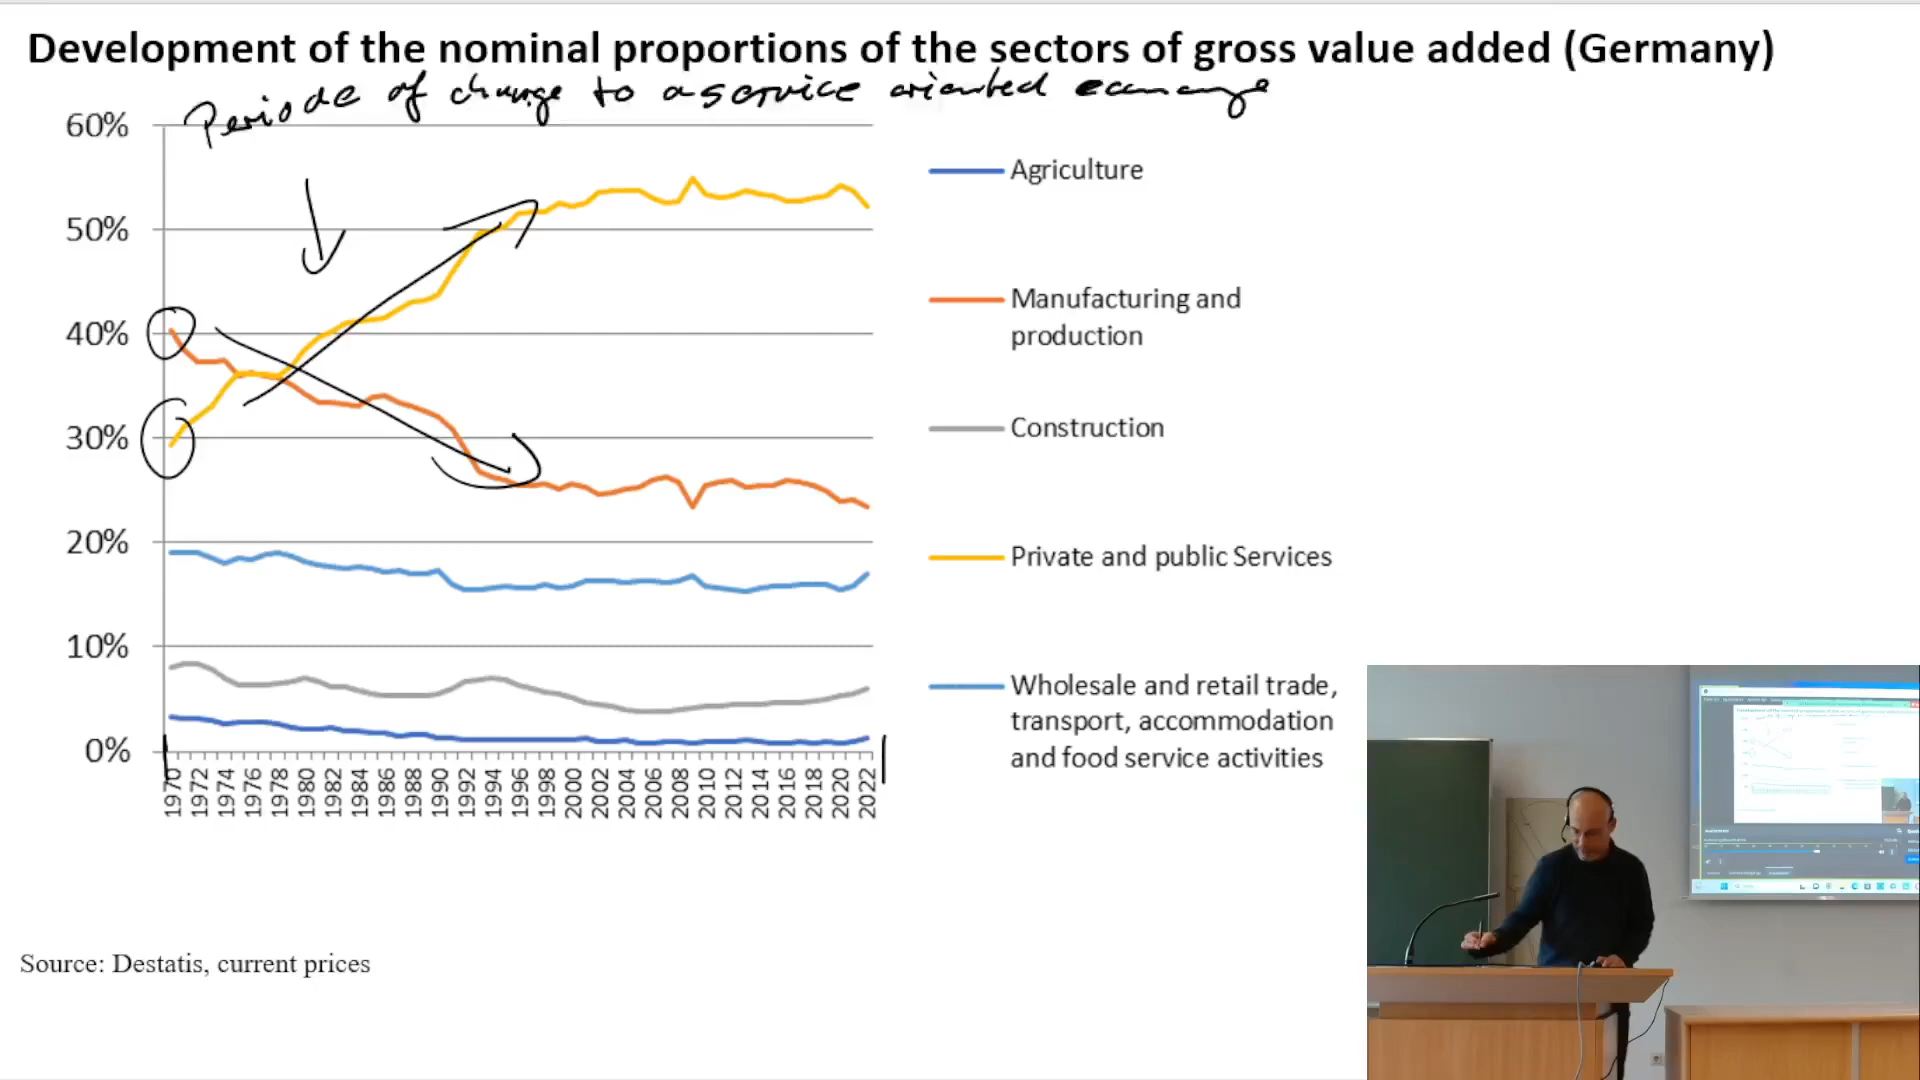 Development of the nominal proportions of the sectors of gross value added (Germany)
Periode of change to a service oriented
60%
50%
40%
30%
20%
10%
0%
1970 1972 1974 1976 1978 1980 1982 1984 1986 1988 1990 1992 1994 1996 1998 2000 2002 2004 2006 2008 2010 2012 2014 2016 2018 2020 2022
Agriculture
Manufacturing and
production
Construction
Private and public Services
Wholesale and retail trade,
transport, accommodation
and food service activities
Source: Destatis, current prices